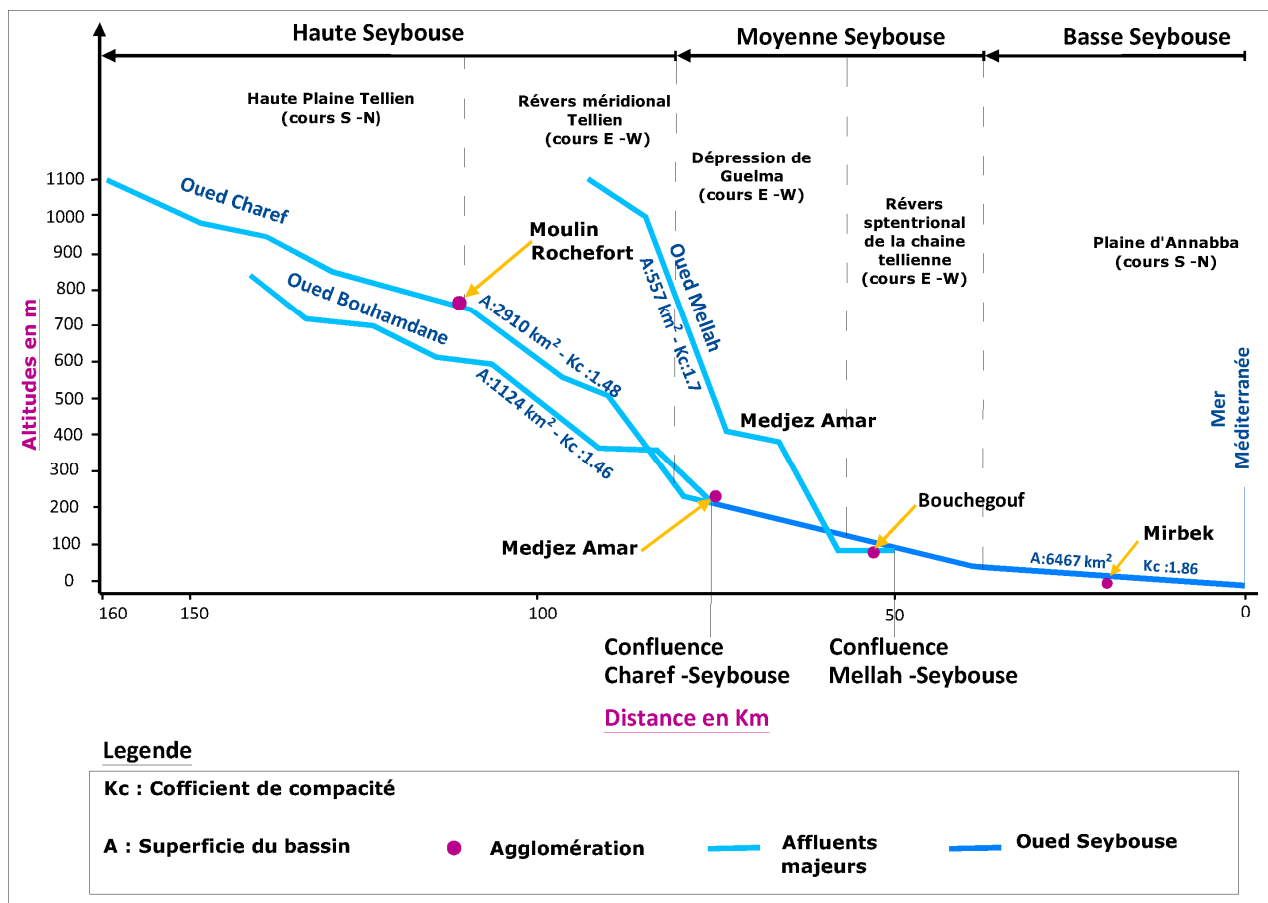 Haute Seybouse
Moyenne Seybouse
Basse Seybouse
Haute Plaine Tellien
(cours S -N)
Révers méridional
Tellien
(cours E -W)
Dépression de
Guelma
(cours E -W)
Révers
sptentrional
de la chaine
tellienne
(cours E -W)
Plaine d'Annabba
(cours S -N)
Altitudes en m
1100
1000
900
800
700
600
500
400
300
200
100
0
Oued Charef
Oued Bouhamdane
Moulin
Rochefort
A:2910 km² - Kc :1.48
A:1124 km² - Kc :1.46
Oued Mellah
A:557 km² - Kc:1.7
Medjez Amar
Medjez Amar
Bouchegouf
Mirbek
A:6467 km²
Kc :1.86
Mer
Méditerranée
160
150
100
50
0
Confluence
Charef -Seybouse
Confluence
Mellah -Seybouse
Distance en Km
Legende
Kc : Cofficient de compacité
A : Superficie du bassin
Agglomération
Affluents
majeurs
Oued Seybouse